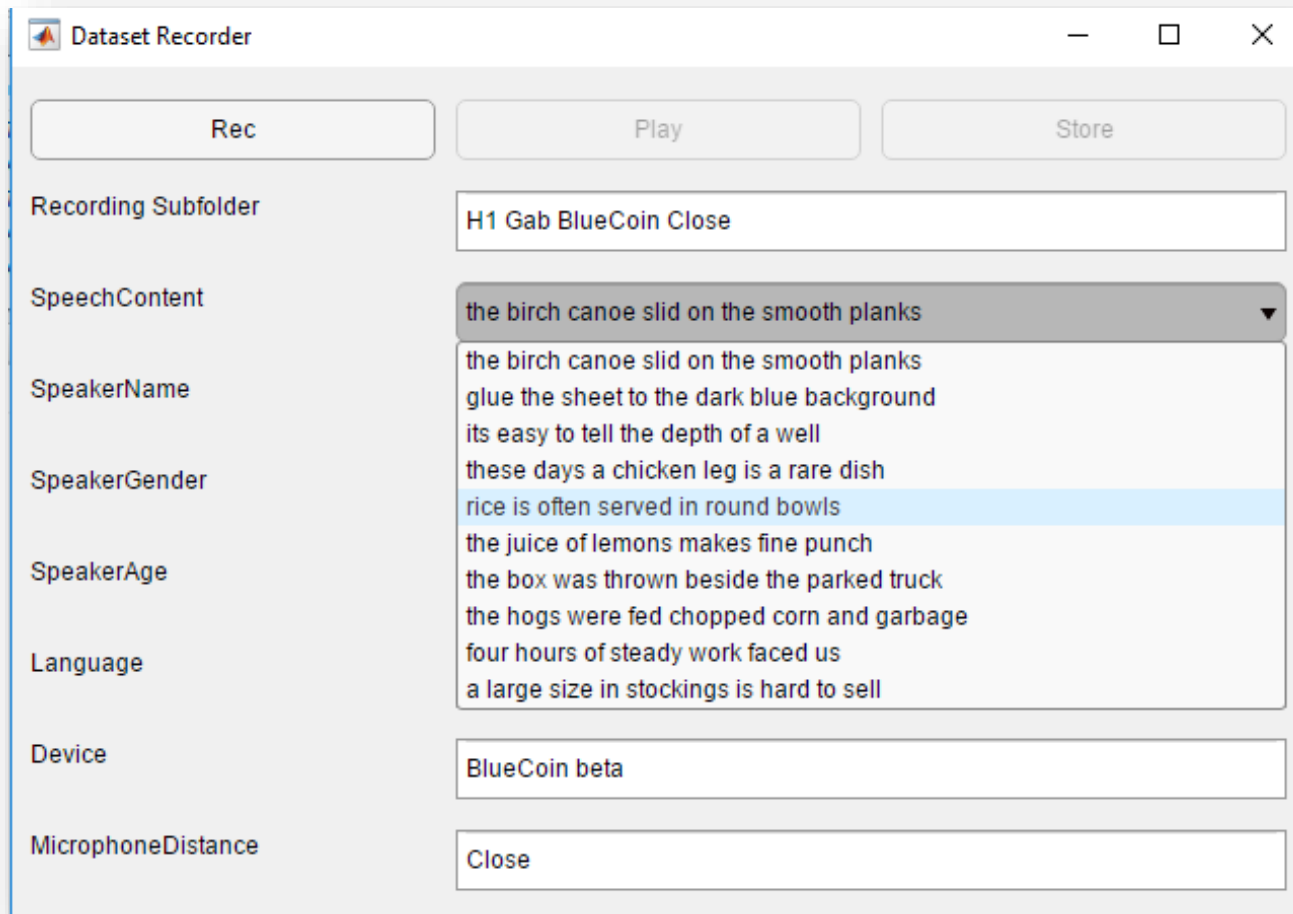 Dataset Recorder
Rec Play Store
Recording Subfolder H1 Gab BlueCoin Close
SpeechContent the birch canoe slid on the smooth planks
the birch canoe slid on the smooth planks
SpeakerName glue the sheet to the dark blue background
its easy to tell the depth of a well
SpeakerGender these days a chicken leg is a rare dish
rice is often served in round bowls
the juice of lemons makes fine punch
SpeakerAge the box was thrown beside the parked truck
the hogs were fed chopped corn and garbage
Language four hours of steady work faced us
a large size in stockings is hard to sell
Device BlueCoin beta
MicrophoneDistance Close